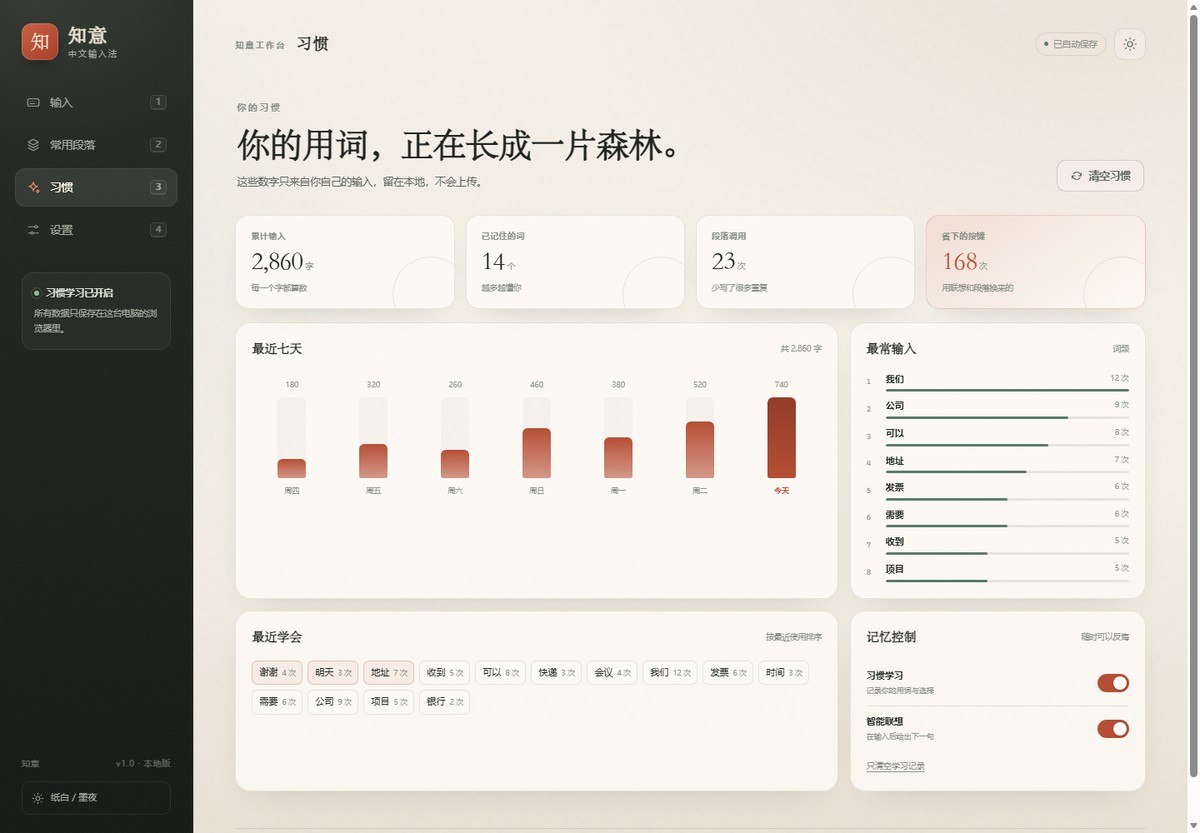 知
知意
中文输入法
输入 1
常用段落 2
习惯 3
设置 4
习惯学习已开启
所有数据只保存在这台电脑的浏
览器里。
知意
v1.0 · 本地版
纸白 / 墨夜
知意工作台 习惯
已自动保存
你的习惯
你的用词，正在长成一片森林。
这些数字只来自你自己的输入，留在本地，不会上传。
清空习惯
累计输入
2,860 字
每一个字都算数
已记住的词
14 个
越多越懂你
段落调用
23 次
少写了很多重复
省下的按键
168 次
用联想和段落换来的
最近七天
共 2,860 字
180 320 260 460 380 520 740
周四 周五 周六 周日 周一 周二 今天
最常输入
词频
1 我们 12 次
2 公司 9 次
3 可以 8 次
4 地址 7 次
5 发票 6 次
6 需要 6 次
7 收到 5 次
8 项目 5 次
最近学会
按最近使用排序
谢谢 4 次 明天 3 次 地址 7 次 收到 5 次 可以 8 次 快递 3 次 会议 4 次 我们 12 次 发票 6 次 时间 3 次
需要 6 次 公司 9 次 项目 5 次 银行 2 次
记忆控制
随时可以反悔
习惯学习
记录你的用词与选择
智能联想
在输入后给出下一句
只清空学习记录